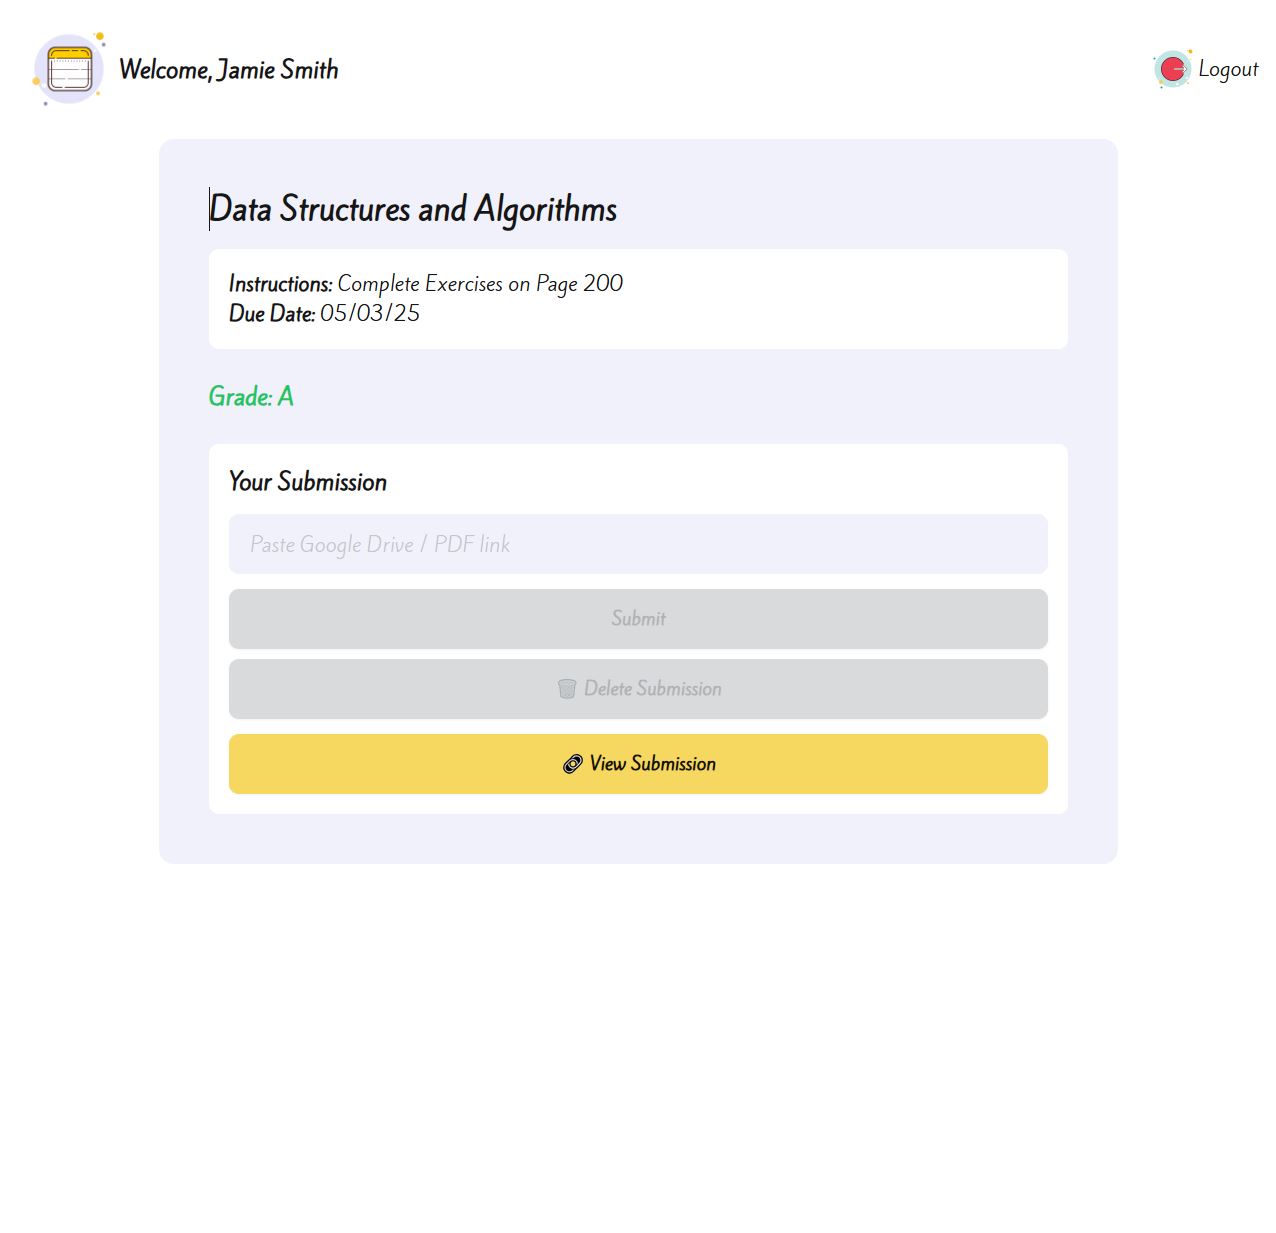 Welcome, Jamie Smith
Logout
Data Structures and Algorithms
Instructions: Complete Exercises on Page 200
Due Date: 05/03/25
Grade: A
Your Submission
Paste Google Drive / PDF link
Submit
🗑️ Delete Submission
🔗 View Submission